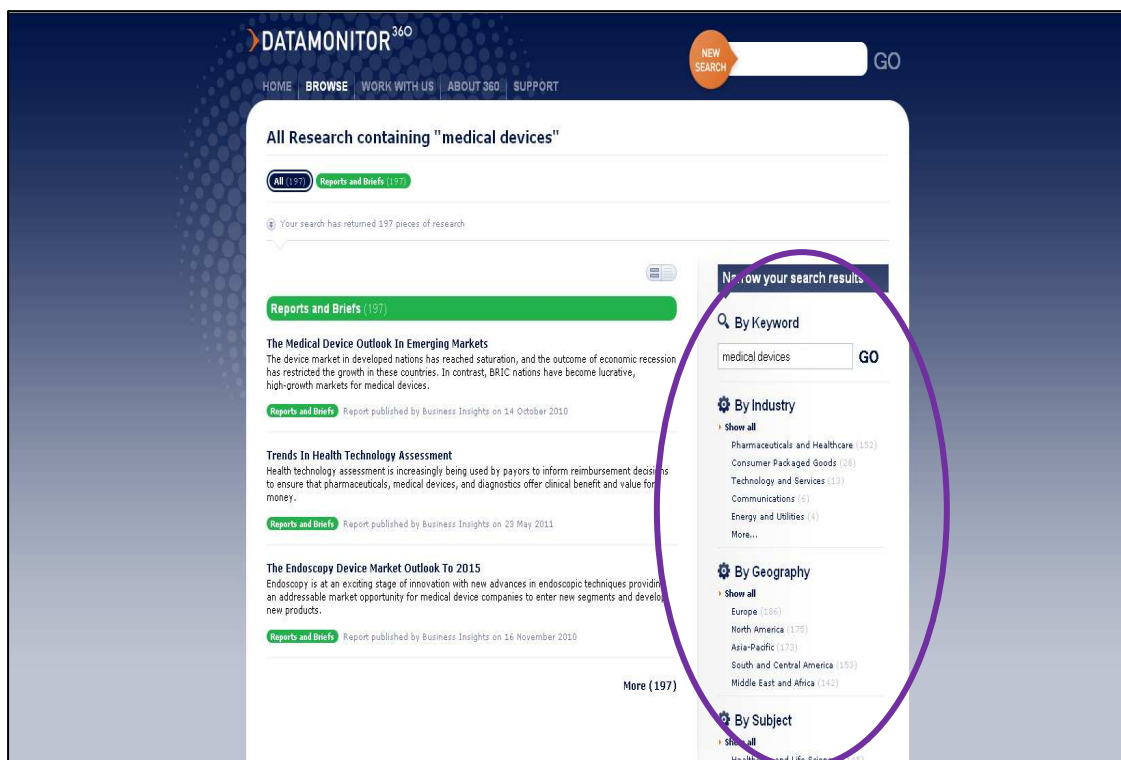 DATAMONITOR360
NEW
SEARCH
GO
HOME BROWSE WORK WITH US ABOUT 360 SUPPORT
All Research containing "medical devices"
All (197) Reports and Briefs (197)
Your search has returned 197 pieces of research
Reports and Briefs (197)
The Medical Device Outlook In Emerging Markets
The device market in developed nations has reached saturation, and the outcome of economic recession
has restricted the growth in these countries. In contrast, BRIC nations have become lucrative,
high-growth markets for medical devices.
Reports and Briefs Report published by Business Insights on 14 October 2010
Trends In Health Technology Assessment
Health technology assessment is increasingly being used by payors to inform reimbursement decisions
to ensure that pharmaceuticals, medical devices, and diagnostics offer clinical benefit and value for
money.
Reports and Briefs Report published by Business Insights on 23 May 2011
The Endoscopy Device Market Outlook To 2015
Endoscopy is at an exciting stage of innovation with new advances in endoscopic techniques providing
an addressable market opportunity for medical device companies to enter new segments and develop
new products.
Reports and Briefs Report published by Business Insights on 16 November 2010
More (197)
Narrow your search results
By Keyword
medical devices GO
By Industry
Show all
Pharmaceuticals and Healthcare (152)
Consumer Packaged Goods (28)
Technology and Services (13)
Communications (6)
Energy and Utilities (4)
More...
By Geography
Show all
Europe (186)
North America (175)
Asia-Pacific (173)
South and Central America (153)
Middle East and Africa (142)
By Subject
Show all